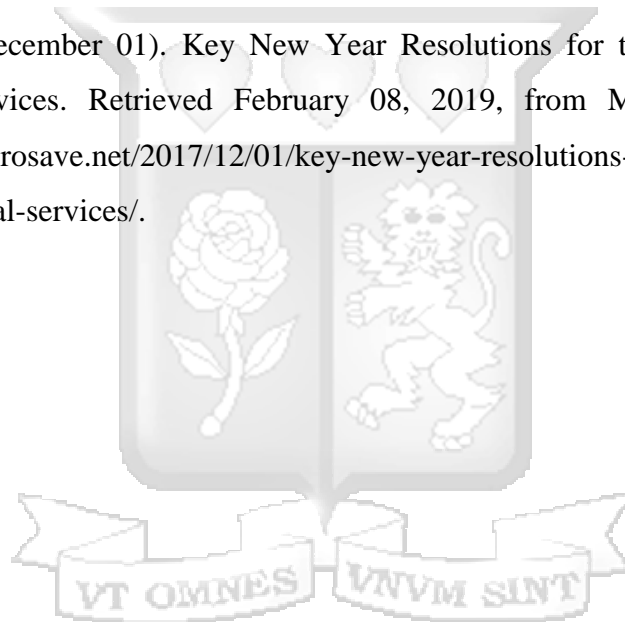 ecember 01). Key New Year Resolutions for t
vices. Retrieved February 08, 2019, from M
rosave.net/2017/12/01/key-new-year-resolutions-
al-services/.
VT OMNES VNVM SINT